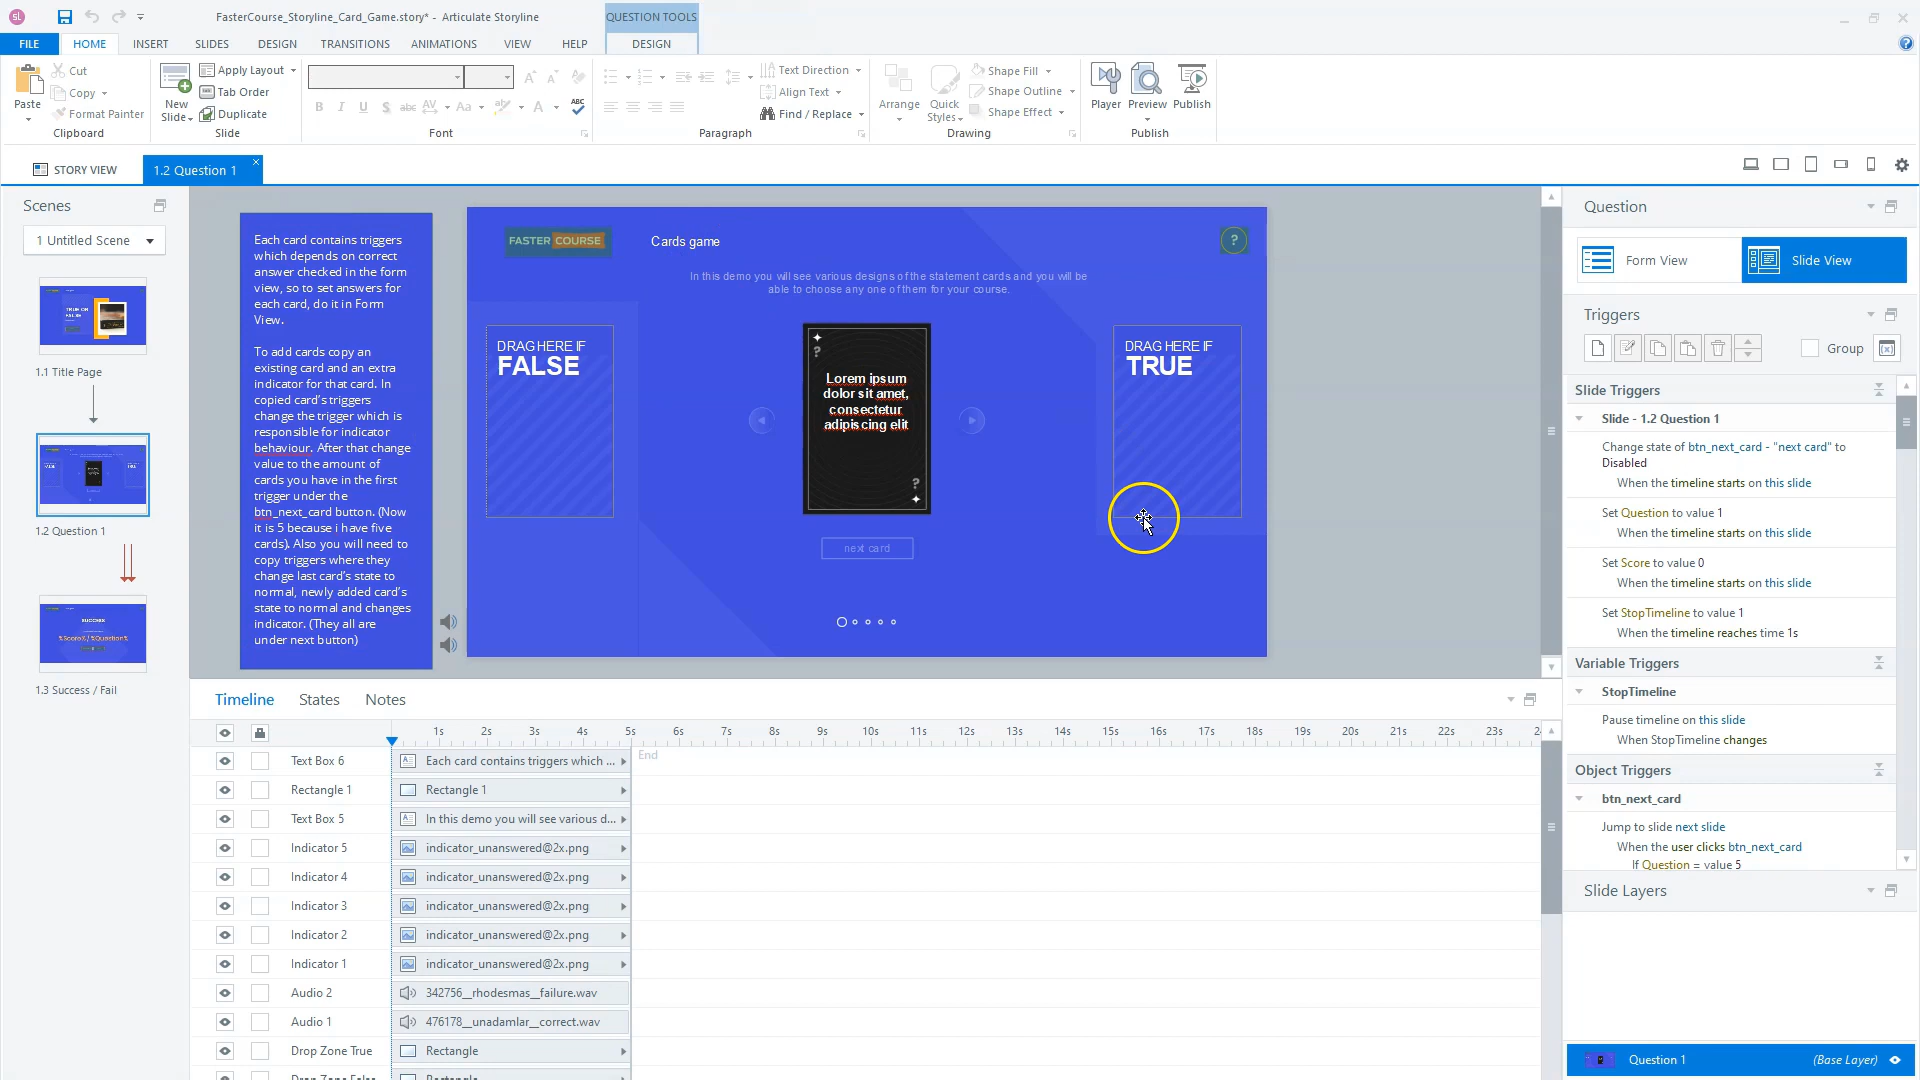 FasterCourse_Storyline_Card_Game.story* - Articulate Storyline
QUESTION TOOLS
FILE
HOME
INSERT
SLIDES
DESIGN
TRANSITIONS
ANIMATIONS
VIEW
HELP
DESIGN
Paste
Cut
Copy
Format Painter
Clipboard
New Slide
Apply Layout
Tab Order
Duplicate
Slide
Font
Text Direction
Align Text
Find / Replace
Paragraph
Arrange
Quick Styles
Shape Fill
Shape Outline
Shape Effect
Drawing
Player
Preview
Publish
Publish
STORY VIEW
1.2 Question 1
Scenes
1 Untitled Scene
1.1 Title Page
1.2 Question 1
1.3 Success / Fail
Each card contains triggers
which depends on correct
answer checked in the form
view, so to set answers for
each card, do it in Form
View.
To add cards copy an
existing card and an extra
indicator for that card. In
copied card's triggers
change the trigger which is
responsible for indicator
behaviour. After that change
value to the amount of
cards you have in the first
trigger under the
btn_next_card button. (Now
it is 5 because i have five
cards). Also you will need to
copy triggers where they
change last card's state to
normal, newly added card's
state to normal and changes
indicator. (They all are
under next button)
FASTER COURSE
Cards game
?
In this demo you will see various designs of the statement cards and you will be
able to choose any one of them for your course.
DRAG HERE IF
FALSE
?
Lorem ipsum
dolor sit amet,
consectetur
adipiscing elit
?
next card
DRAG HERE IF
TRUE
Question
Form View
Slide View
Triggers
Group
Slide Triggers
Slide - 1.2 Question 1
Change state of btn_next_card - "next card" to
Disabled
When the timeline starts on this slide
Set Question to value 1
When the timeline starts on this slide
Set Score to value 0
When the timeline starts on this slide
Set StopTimeline to value 1
When the timeline reaches time 1s
Variable Triggers
StopTimeline
Pause timeline on this slide
When StopTimeline changes
Object Triggers
btn_next_card
Jump to slide next slide
When the user clicks btn_next_card
If Question = value 5
Slide Layers
Question 1
(Base Layer)
Timeline
States
Notes
1s 2s 3s 4s 5s 6s 7s 8s 9s 10s 11s 12s 13s 14s 15s 16s 17s 18s 19s 20s 21s 22s 23s
End
Text Box 6 Each card contains triggers which ...
Rectangle 1 Rectangle 1
Text Box 5 In this demo you will see various d...
Indicator 5 indicator_unanswered@2x.png
Indicator 4 indicator_unanswered@2x.png
Indicator 3 indicator_unanswered@2x.png
Indicator 2 indicator_unanswered@2x.png
Indicator 1 indicator_unanswered@2x.png
Audio 2 342756__rhodesmas__failure.wav
Audio 1 476178__unadamlar__correct.wav
Drop Zone True Rectangle